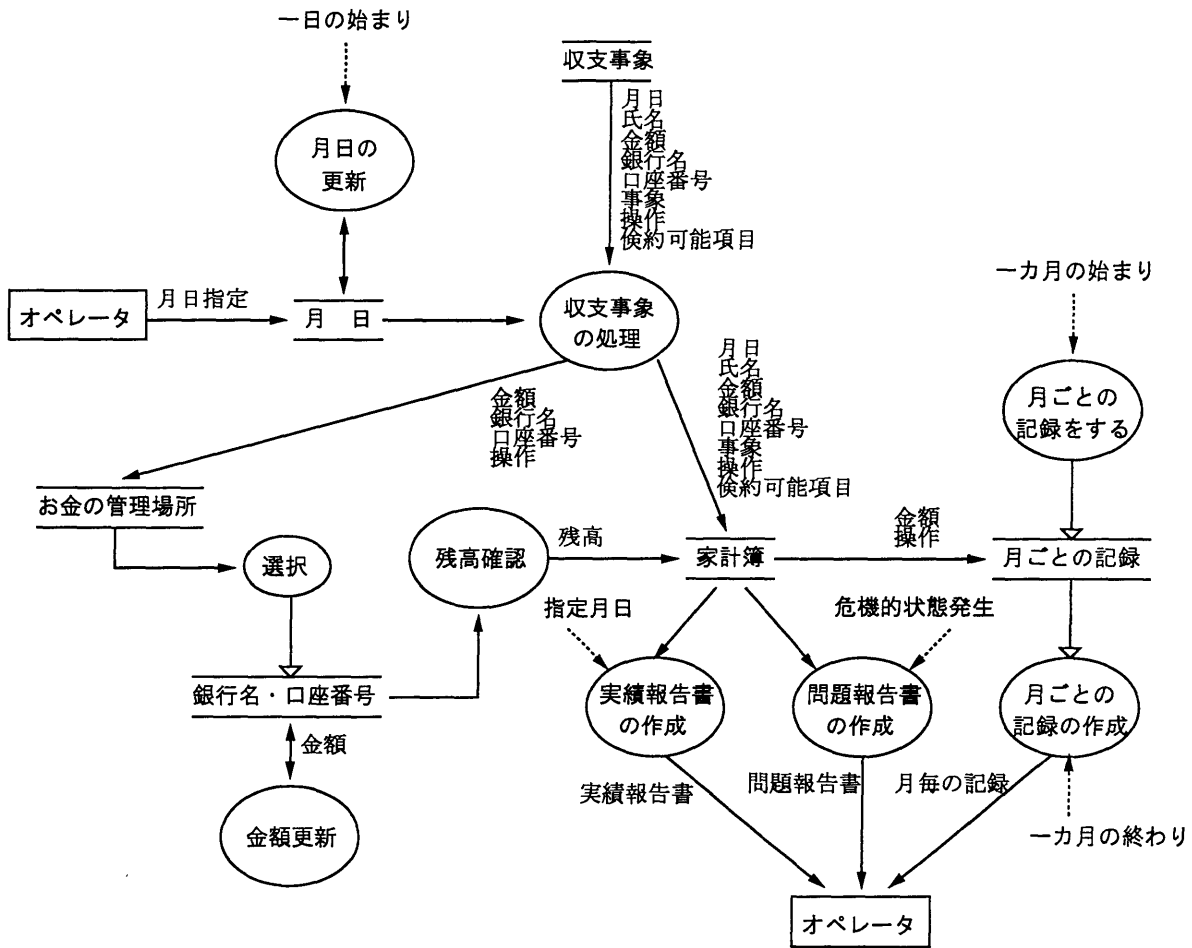 一日の始まり
収支事象
月日
氏名
金額
銀行名
口座番号
事象
操作
倹約可能項目
月日の
更新
一カ月の始まり
オペレータ
月日指定
月 日
収支事象
の処理
月日
氏名
金額
銀行名
口座番号
事象
操作
倹約可能項目
金額
銀行名
口座番号
操作
月ごとの
記録をする
お金の管理場所
選択
残高確認
残高
家計簿
金額
操作
月ごとの記録
指定月日
危機的状態発生
銀行名・口座番号
実績報告書
の作成
問題報告書
の作成
月ごとの
記録の作成
金額
金額更新
実績報告書
問題報告書
月毎の記録
一カ月の終わり
オペレータ